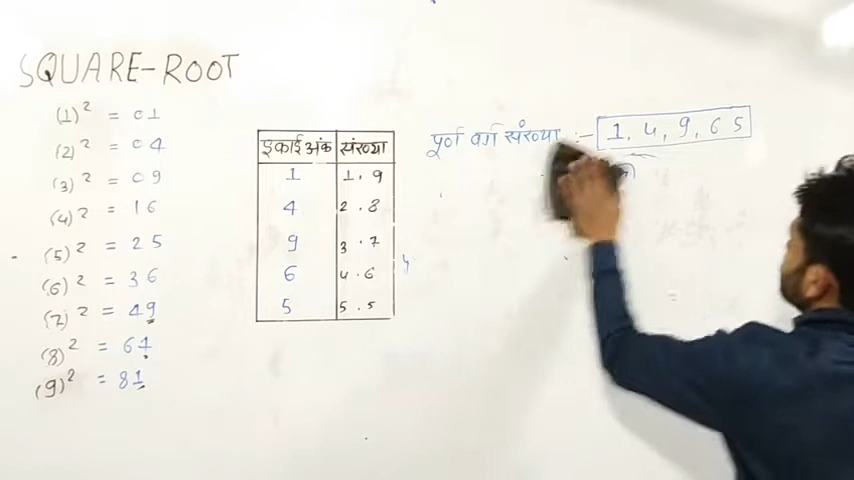 SQUARE-ROOT
(1)² = 01
(2)² = 04
(3)² = 09
(4)² = 16
(5)² = 25
(6)² = 36
(7)² = 49
(8)² = 64
(9)² = 81
इकाई अंक संख्या
1 1, 9
4 2 . 8
9 3 . 7
6 4 . 6
5 5 . 5
पूर्ण वर्ग संख्या :- 1, 4, 9, 6 5